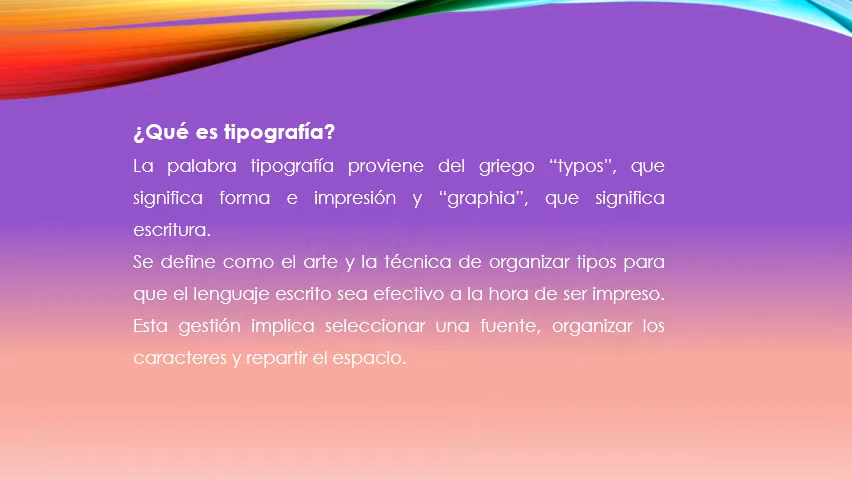 ¿Qué es tipografía?
La palabra tipografía proviene del griego “typos”, que
significa forma e impresión y “graphia”, que significa
escritura.
Se define como el arte y la técnica de organizar tipos para
que el lenguaje escrito sea efectivo a la hora de ser impreso.
Esta gestión implica seleccionar una fuente, organizar los
caracteres y repartir el espacio.